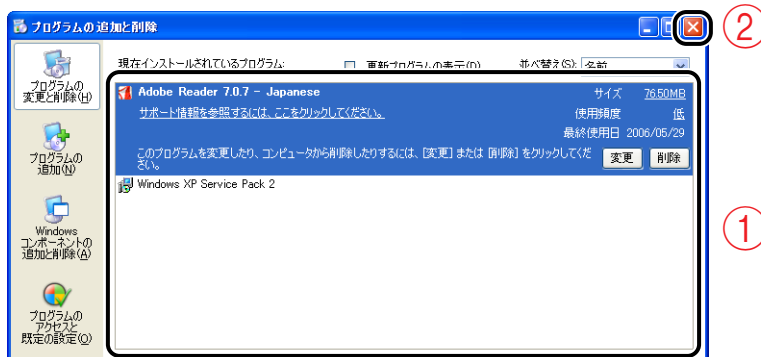 プログラムの追加と削除
②
現在インストールされているプログラム:
更新プログラムの表示(D)
並べ替え(S):
名前
プログラムの
変更と削除(H)
プログラムの
追加(N)
Windows
コンポーネントの
追加と削除(A)
プログラムの
アクセスと
既定の設定(O)
Adobe Reader 7.0.7 - Japanese
サイズ 76.50MB
サポート情報を参照するには、ここをクリックしてください。
使用頻度 低
最終使用日 2006/05/29
このプログラムを変更したり、コンピュータから削除したりするには、[変更] または [削除] をクリックしてくだ
さい。
変更
削除
Windows XP Service Pack 2
①